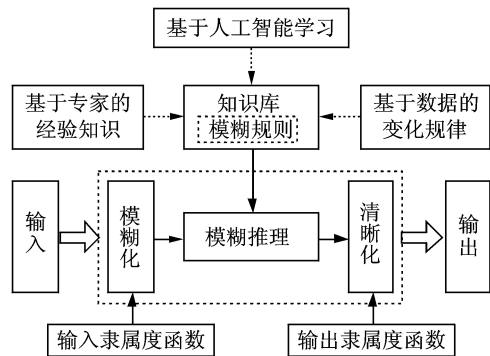 基于人工智能学习
基于专家的
经验知识
知识库
模糊规则
基于数据的
变化规律
输入
模糊化
模糊推理
清晰化
输出
输入隶属度函数
输出隶属度函数